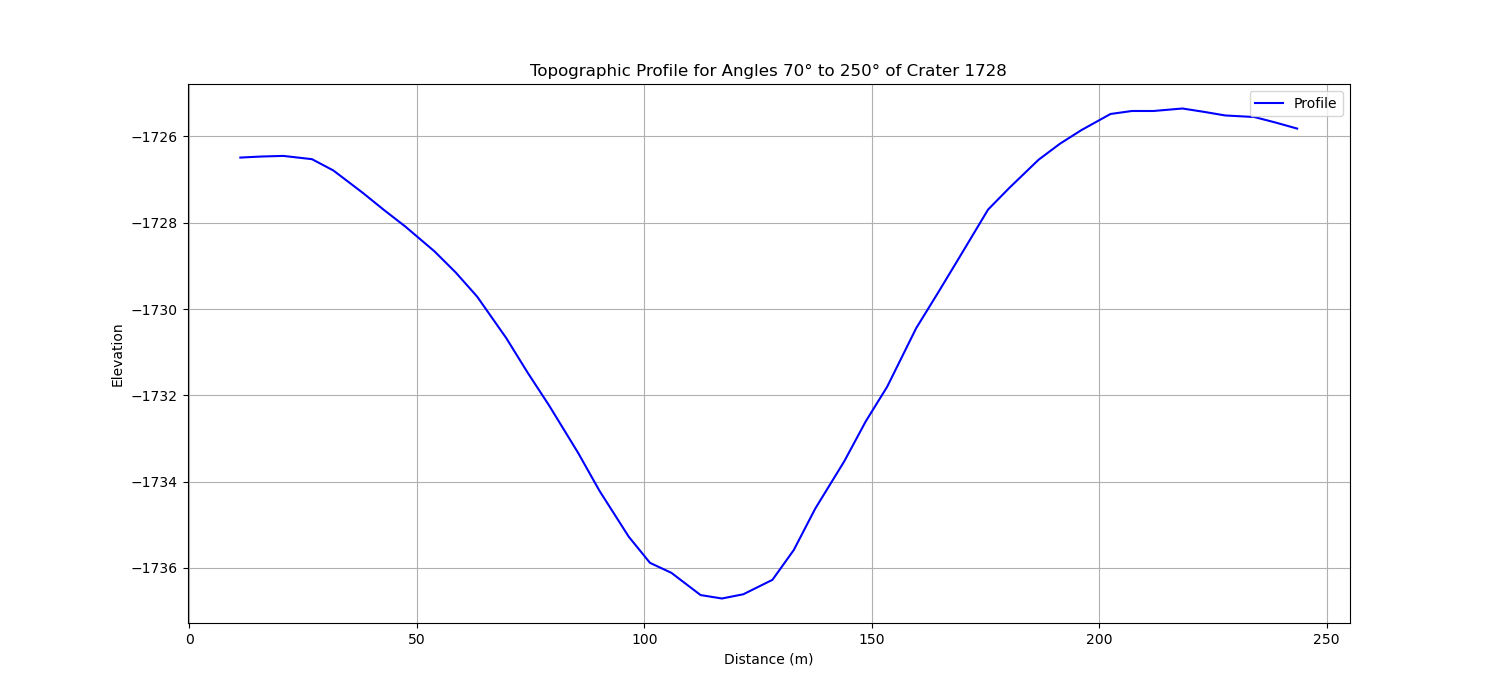 Topographic Profile for Angles 70° to 250° of Crater 1728
Profile
−1726
−1728
−1730
−1732
−1734
−1736
Elevation
0 50 100 150 200 250
Distance (m)